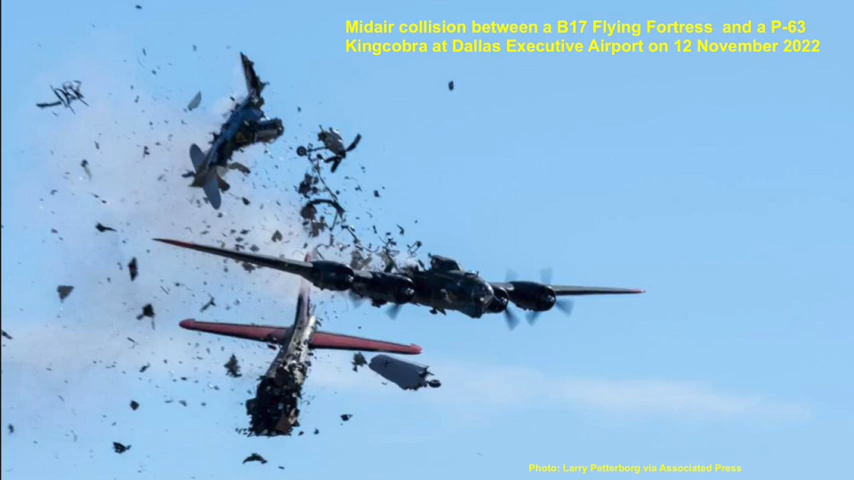 Midair collision between a B17 Flying Fortress and a P-63
Kingcobra at Dallas Executive Airport on 12 November 2022
Photo: Larry Petterborg via Associated Press